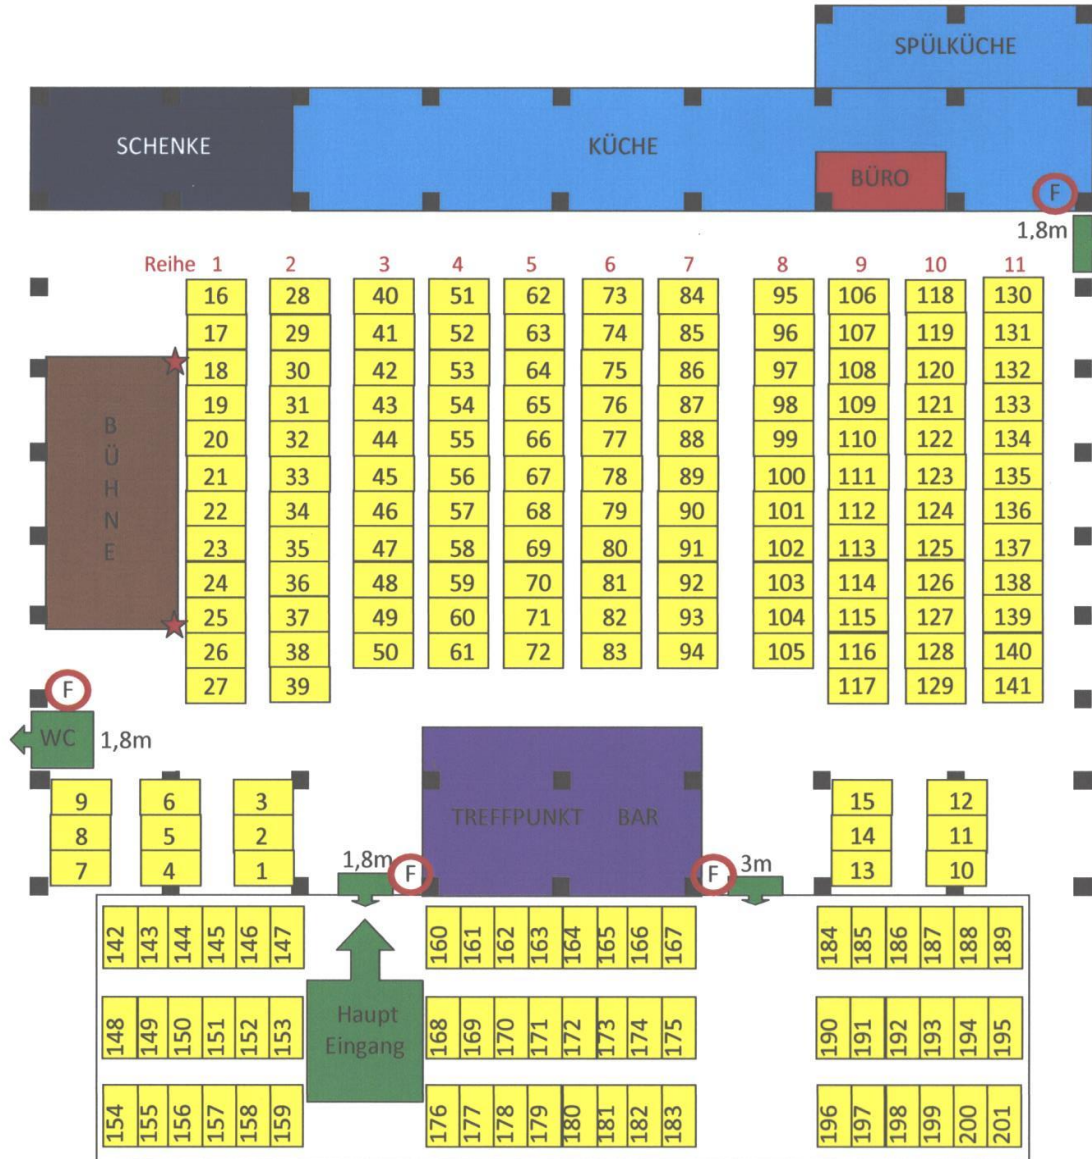 SPÜLKÜCHE
SCHENKE
KÜCHE
BÜRO
F
1,8m
Reihe 1 2 3 4 5 6 7 8 9 10 11
16 28 40 51 62 73 84 95 106 118 130
17 29 41 52 63 74 85 96 107 119 131
18 30 42 53 64 75 86 97 108 120 132
19 31 43 54 65 76 87 98 109 121 133
20 32 44 55 66 77 88 99 110 122 134
21 33 45 56 67 78 89 100 111 123 135
22 34 46 57 68 79 90 101 112 124 136
23 35 47 58 69 80 91 102 113 125 137
24 36 48 59 70 81 92 103 114 126 138
25 37 49 60 71 82 93 104 115 127 139
26 38 50 61 72 83 94 105 116 128 140
27 39 117 129 141
BÜHNE
F
WC 1,8m
9 6 3 15 12
8 5 2 TREFFPUNKT BAR 14 11
7 4 1 13 10
1,8m F F 3m
142 143 144 145 146 147 160 161 162 163 164 165 166 167 184 185 186 187 188 189
Haupt
Eingang
148 149 150 151 152 153 168 169 170 171 172 173 174 175 190 191 192 193 194 195
154 155 156 157 158 159 176 177 178 179 180 181 182 183 196 197 198 199 200 201